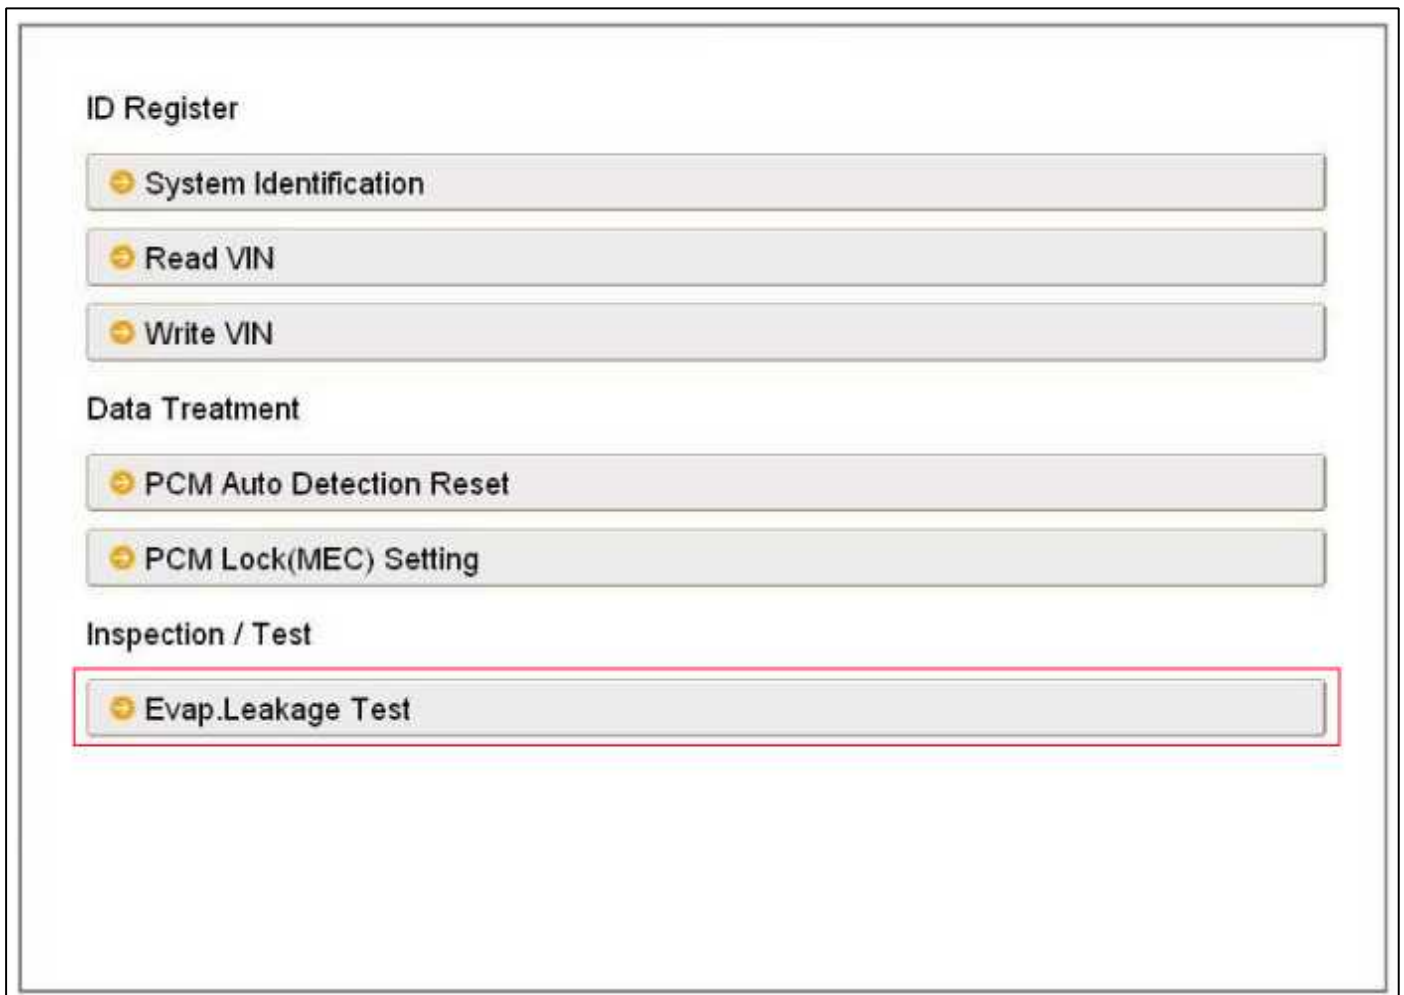 ID Register
System Identification
Read VIN
Write VIN
Data Treatment
PCM Auto Detection Reset
PCM Lock(MEC) Setting
Inspection / Test
Evap.Leakage Test